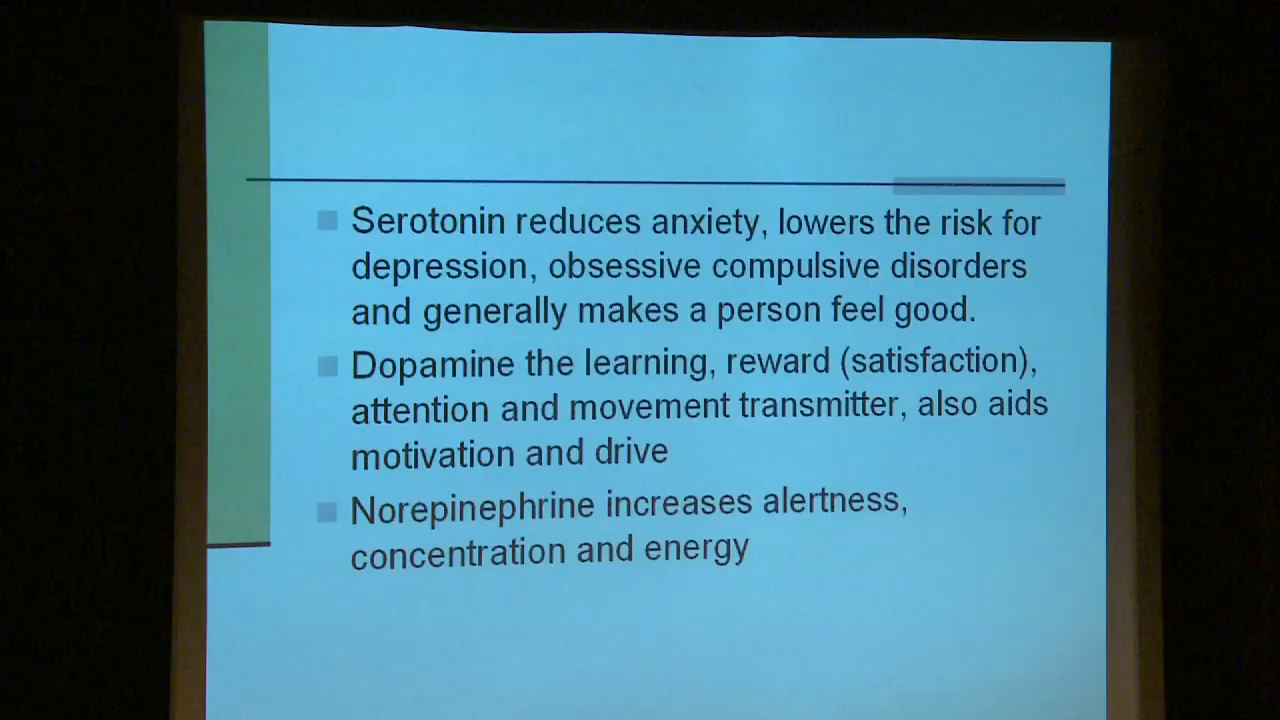 Serotonin reduces anxiety, lowers the risk for
depression, obsessive compulsive disorders
and generally makes a person feel good.
Dopamine the learning, reward (satisfaction),
attention and movement transmitter, also aids
motivation and drive
Norepinephrine increases alertness,
concentration and energy